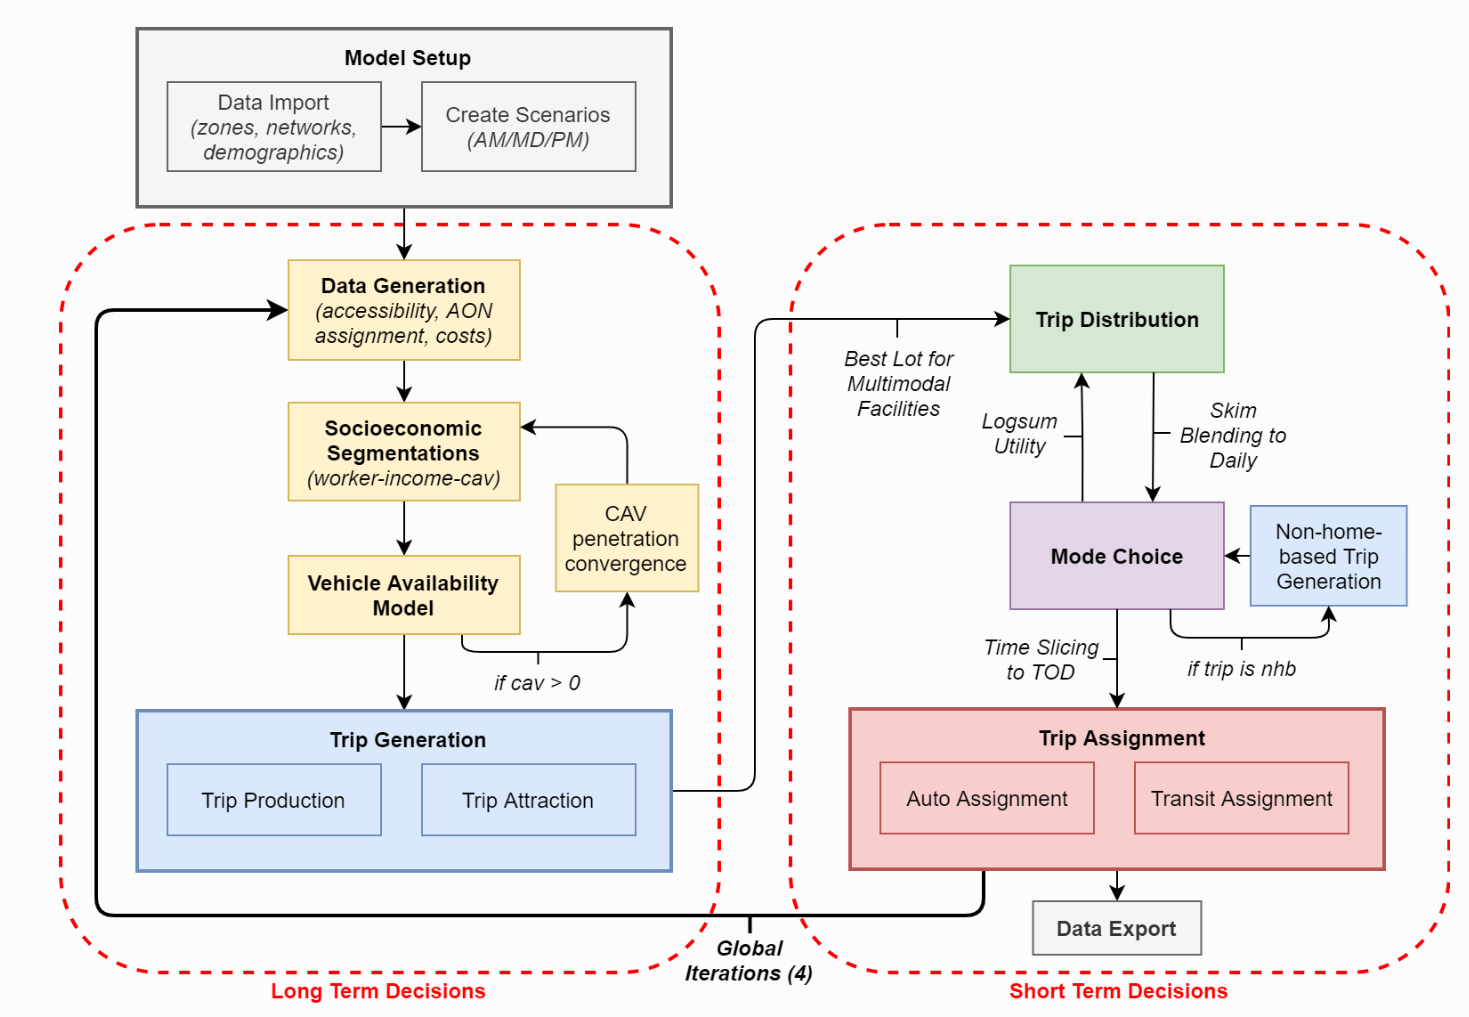 Model Setup
Data Import
(zones, networks,
demographics)
Create Scenarios
(AM/MD/PM)
Data Generation
(accessibility, AON
assignment, costs)
Socioeconomic
Segmentations
(worker-income-cav)
CAV
penetration
convergence
Vehicle Availability
Model
if cav > 0
Trip Generation
Trip Production
Trip Attraction
Best Lot for
Multimodal
Facilities
Trip Distribution
Logsum
Utility
Skim
Blending to
Daily
Mode Choice
Non-home-
based Trip
Generation
Time Slicing
to TOD
if trip is nhb
Trip Assignment
Auto Assignment
Transit Assignment
Data Export
Global
Iterations (4)
Long Term Decisions
Short Term Decisions